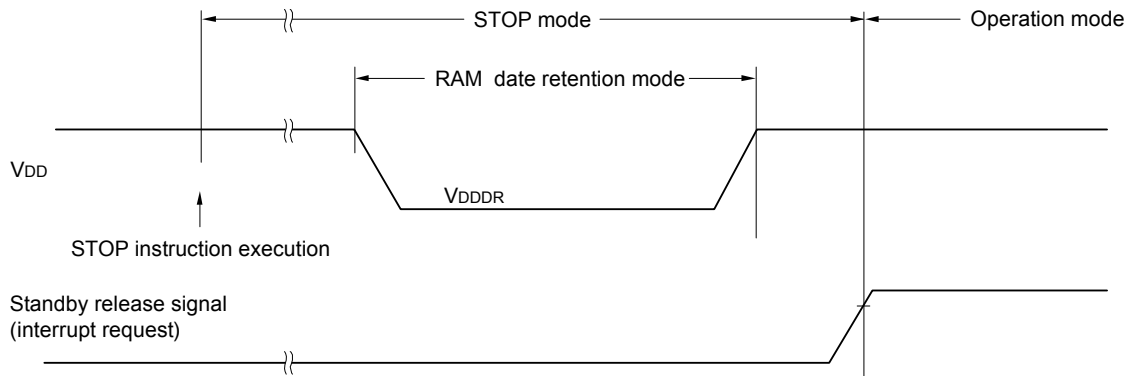 STOP mode
Operation mode
RAM date retention mode
VDD
VDDDR
STOP instruction execution
Standby release signal
(interrupt request)